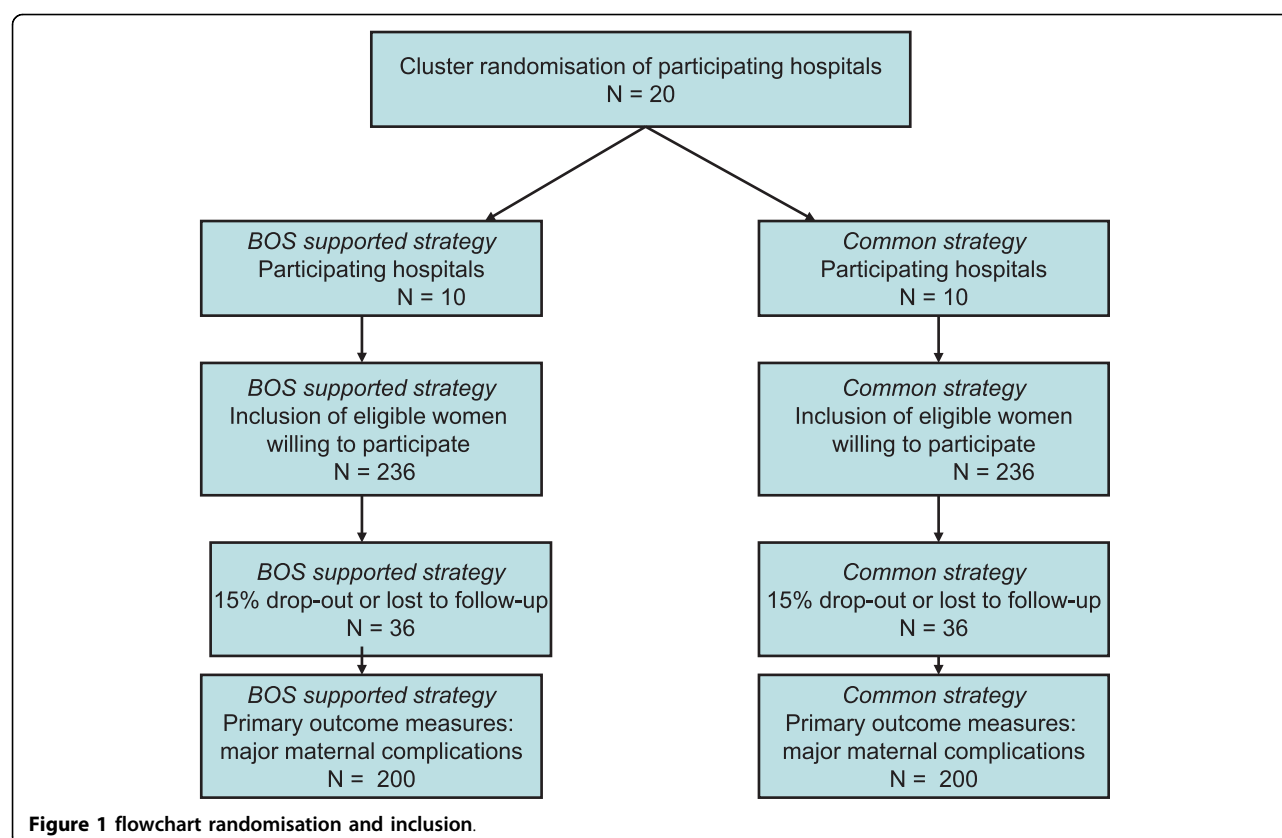 Cluster randomisation of participating hospitals
N = 20
BOS supported strategy
Participating hospitals
N = 10
Common strategy
Participating hospitals
N = 10
BOS supported strategy
Inclusion of eligible women
willing to participate
N = 236
Common strategy
Inclusion of eligible women
willing to participate
N = 236
BOS supported strategy
15% drop-out or lost to follow-up
N = 36
Common strategy
15% drop-out or lost to follow-up
N = 36
BOS supported strategy
Primary outcome measures:
major maternal complications
N = 200
Common strategy
Primary outcome measures:
major maternal complications
N = 200
Figure 1 flowchart randomisation and inclusion.